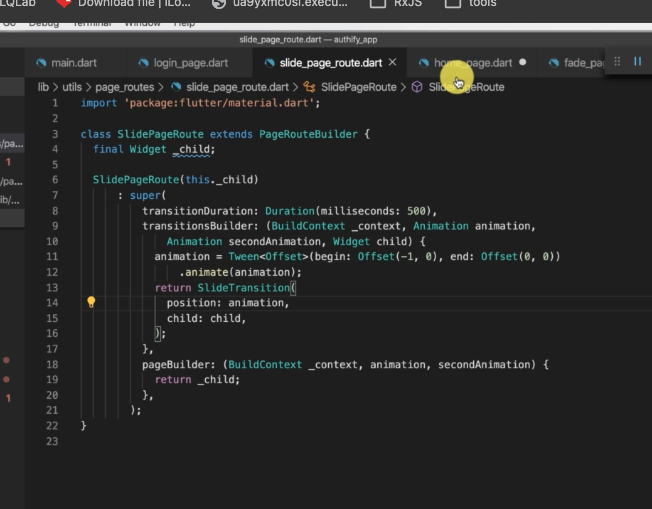 Download file | iLo...
ua9yxmc0sl.execu...
RxJS
tools
Go Debug Terminal Window Help
slide_page_route.dart — authify_app
main.dart
login_page.dart
slide_page_route.dart
home_page.dart
fade_pa
lib > utils > page_routes > slide_page_route.dart > SlidePageRoute > SlidePageRoute
1 import 'package:flutter/material.dart';
2
3 class SlidePageRoute extends PageRouteBuilder {
4 final Widget _child;
5
6 SlidePageRoute(this._child)
7 : super(
8 transitionDuration: Duration(milliseconds: 500),
9 transitionsBuilder: (BuildContext _context, Animation animation,
10 Animation secondAnimation, Widget child) {
11 animation = Tween<Offset>(begin: Offset(-1, 0), end: Offset(0, 0))
12 .animate(animation);
13 return SlideTransition(
14 position: animation,
15 child: child,
16 );
17 },
18 pageBuilder: (BuildContext _context, animation, secondAnimation) {
19 return _child;
20 },
21 );
22 }
23
s/pa...
1
/pa...
ib/...
1